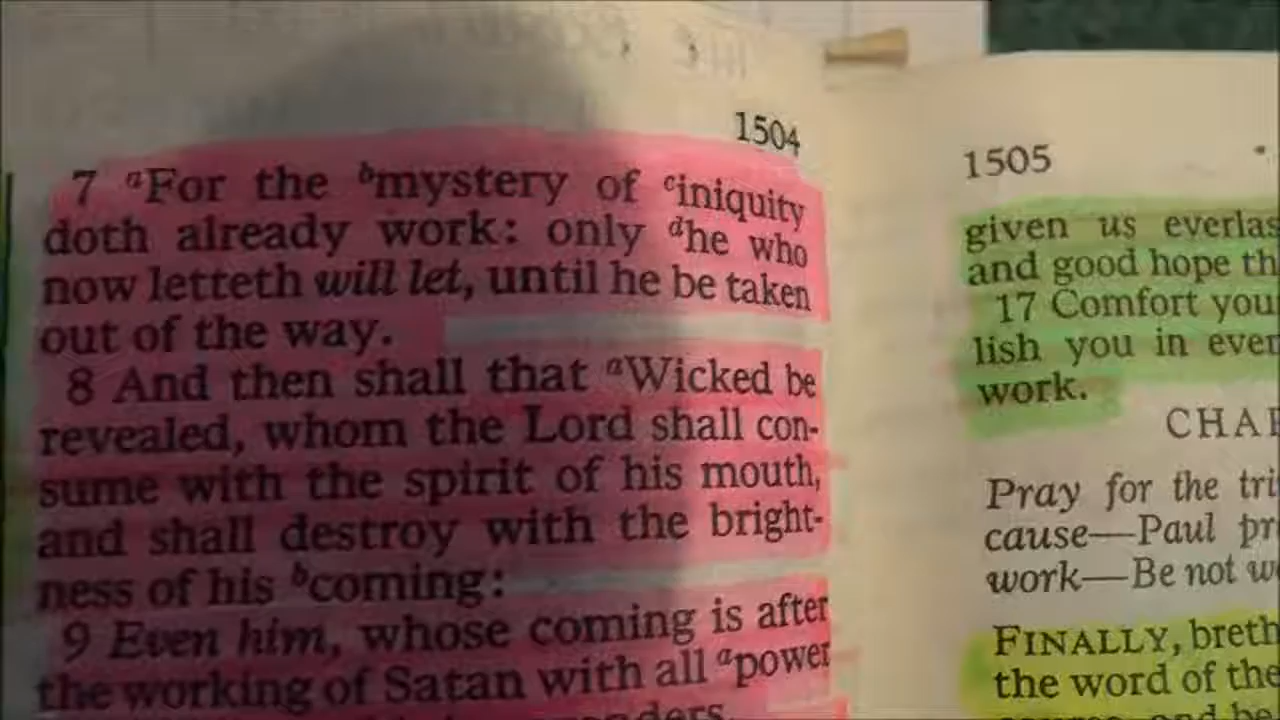 1504
7 aFor the bmystery of ciniquity
doth already work: only dhe who
now letteth will let, until he be taken
out of the way.
8 And then shall that aWicked be
revealed, whom the Lord shall con-
sume with the spirit of his mouth,
and shall destroy with the bright-
ness of his bcoming:
9 Even him, whose coming is after
the working of Satan with all apower
1505
given us everlas
and good hope th
17 Comfort you
lish you in ever
work.
CHAP
Pray for the tri
cause—Paul pr
work—Be not w
FINALLY, breth
the word of the